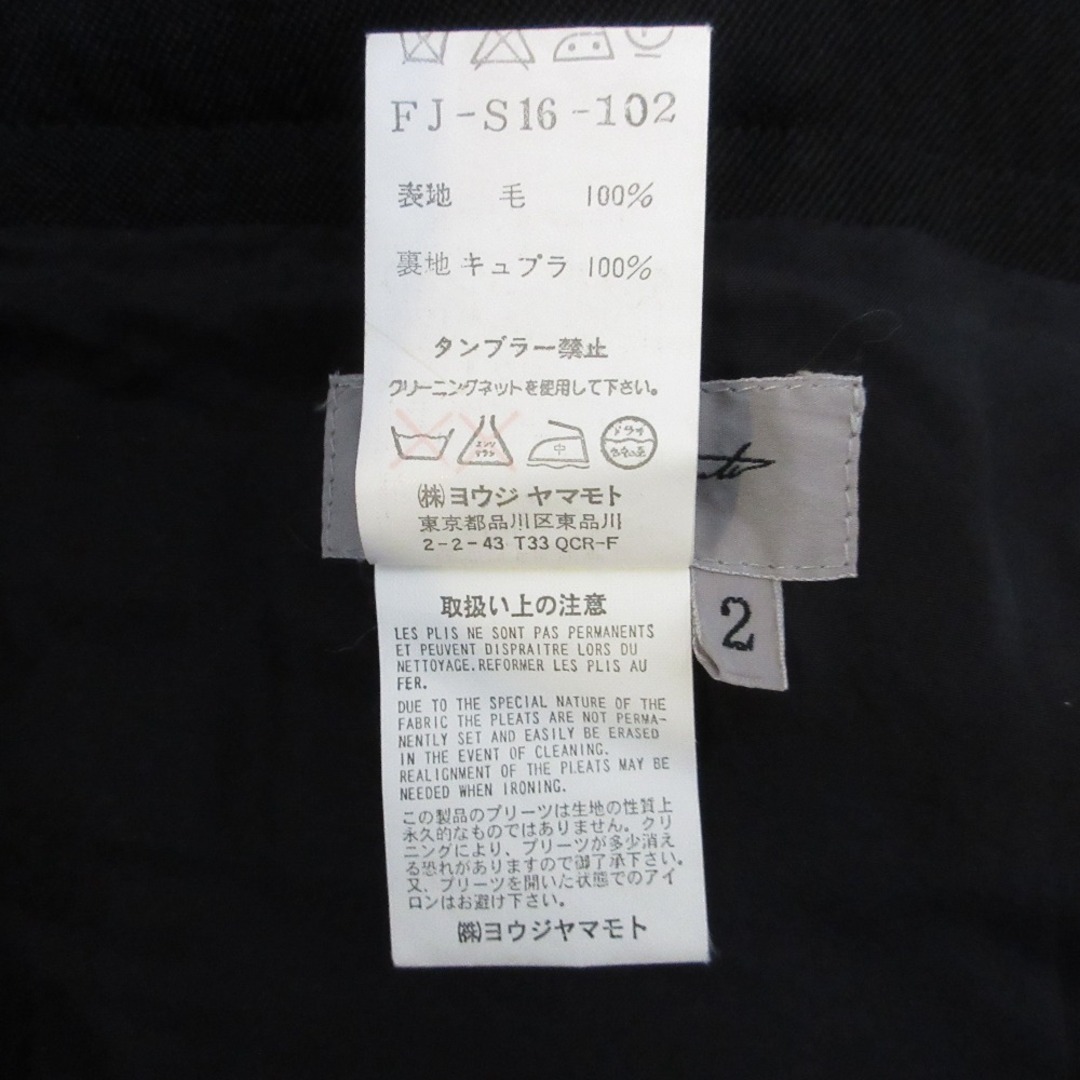 FJ-S16-102
表地 毛 100%
裏地 キュプラ 100%
タンブラー禁止
クリーニングネットを使用して下さい。
エンソ
サラシ
中
ドライ
(株)ヨウジ ヤマモト
東京都品川区東品川
2-2-43 T33 QCR-F
2
取扱い上の注意
LES PLIS NE SONT PAS PERMANENTS
ET PEUVENT DISPRAITRE LORS DU
NETTOYAGE.REFORMER LES PLIS AU
FER.
DUE TO THE SPECIAL NATURE OF THE
FABRIC THE PLEATS ARE NOT PERMA-
NENTLY SET AND EASILY BE ERASED
IN THE EVENT OF CLEANING.
REALIGNMENT OF THE PLEATS MAY BE
NEEDED WHEN IRONING.
この製品のプリーツは生地の性質上
永久的なものではありません。クリ
ニングにより、プリーツが多少消え
る恐れがありますので御了承下さい。
又、プリーツを開いた状態でのアイ
ロンはお避け下さい。
(株)ヨウジヤマモト